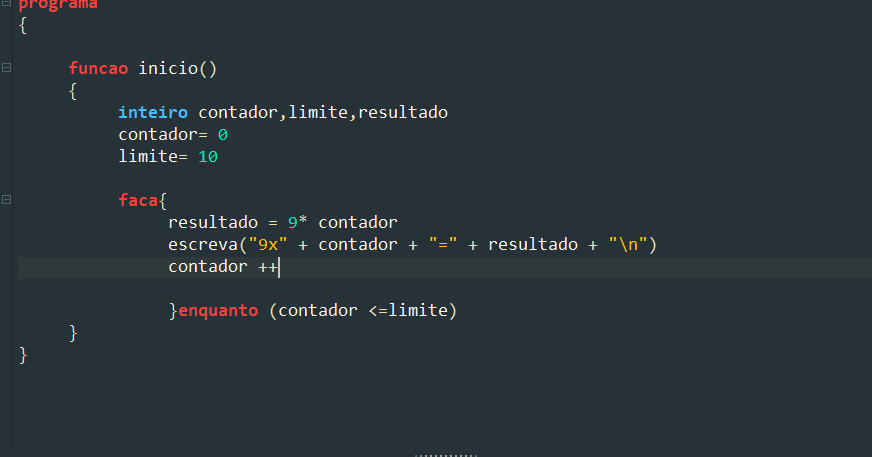 programa
{
funcao inicio()
{
inteiro contador,limite,resultado
contador= 0
limite= 10
faca{
resultado = 9* contador
escreva("9x" + contador + "=" + resultado + "\n")
contador ++
}enquanto (contador <=limite)
}
}